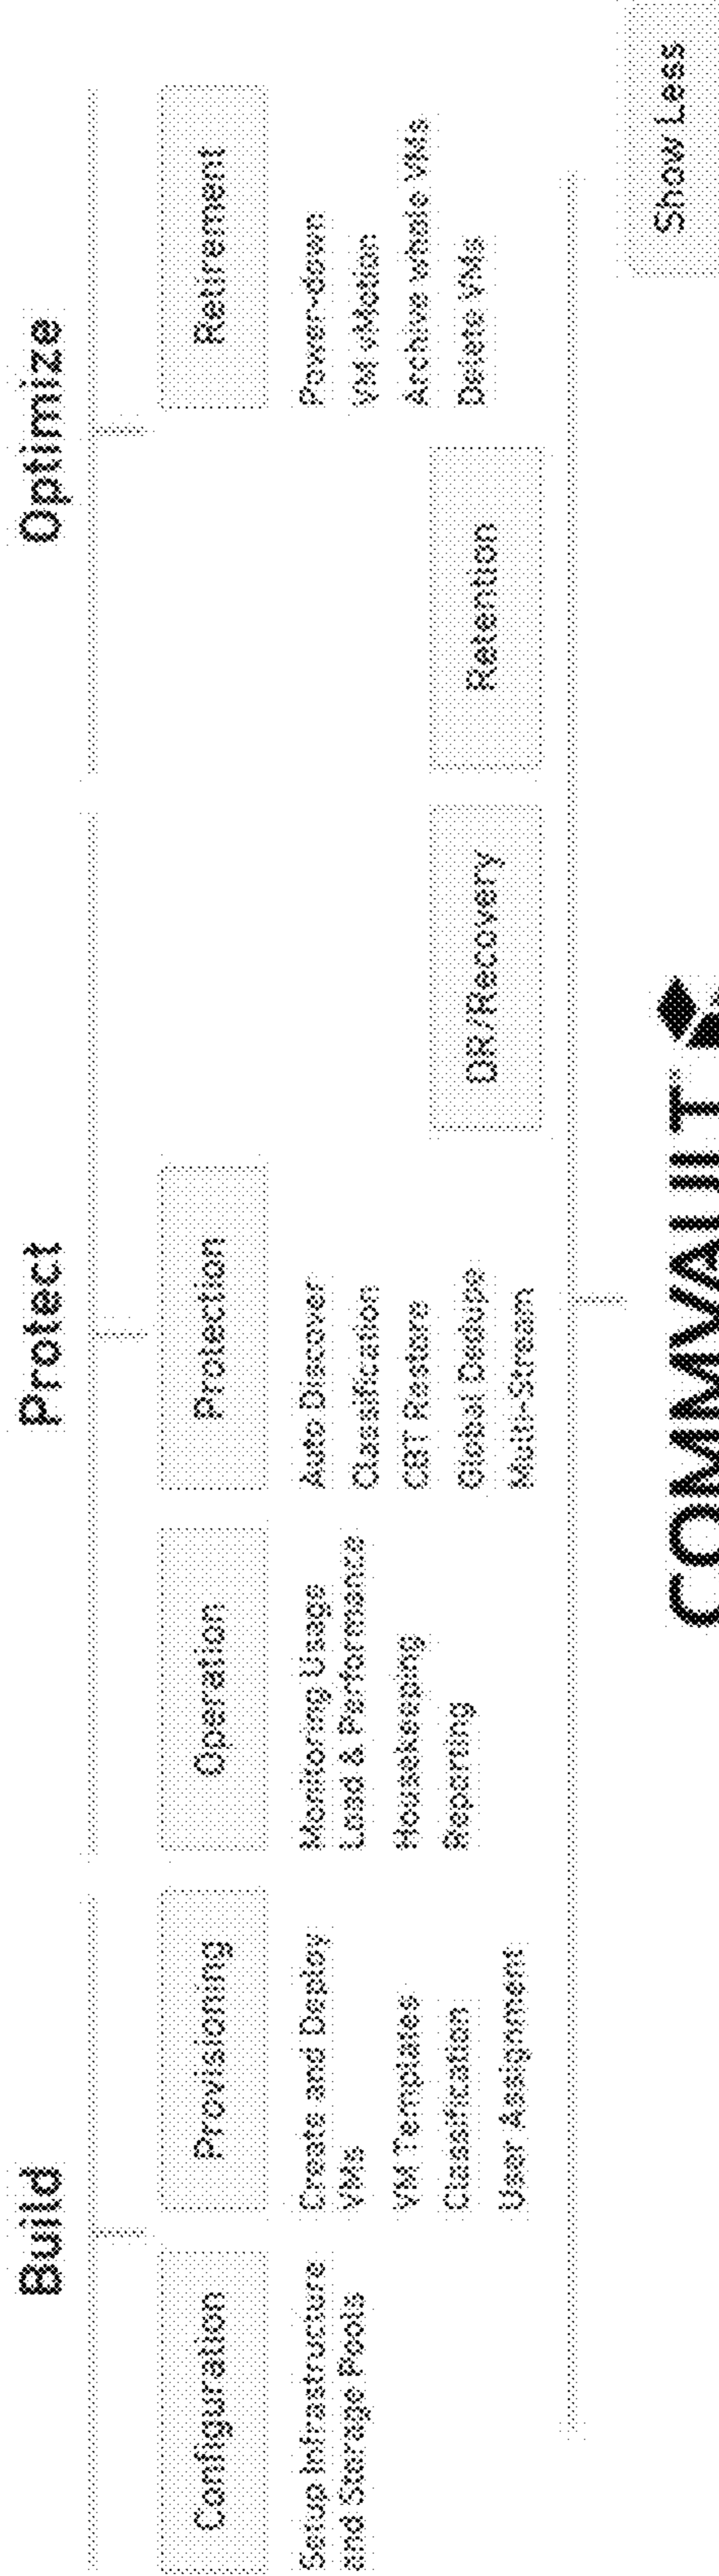 Build
Protect
Optimize
Configuration
Setup Infrastructure
and Storage Pools
Provisioning
Create and Deploy
VMs
VM Templates
Classification
User Assignment
Operation
Monitoring Usage
Load & Performance
Housekeeping
Reporting
Protection
Auto Discover
Classification
CBT Restore
Global Dedupe
Multi-Stream
DR/Recovery
Retention
Retirement
Power-down
VM vMotion
Archive whole VMs
Delete VMs
COMMVAULT
Show Less